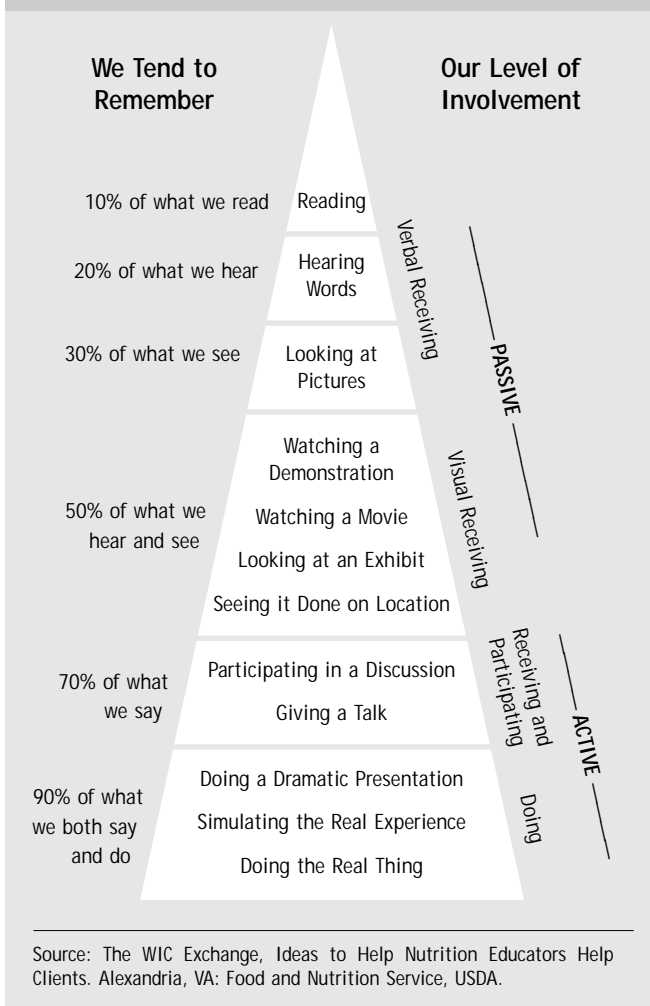 We Tend to
Remember
Our Level of
Involvement
10% of what we read
Reading
20% of what we hear
Hearing
Words
Verbal Receiving
30% of what we see
Looking at
Pictures
PASSIVE
50% of what we
hear and see
Watching a
Demonstration
Watching a Movie
Looking at an Exhibit
Seeing it Done on Location
Visual Receiving
70% of what
we say
Participating in a Discussion
Giving a Talk
Receiving and
Participating
ACTIVE
90% of what
we both say
and do
Doing a Dramatic Presentation
Simulating the Real Experience
Doing the Real Thing
Doing
Source: The WIC Exchange, Ideas to Help Nutrition Educators Help
Clients. Alexandria, VA: Food and Nutrition Service, USDA.